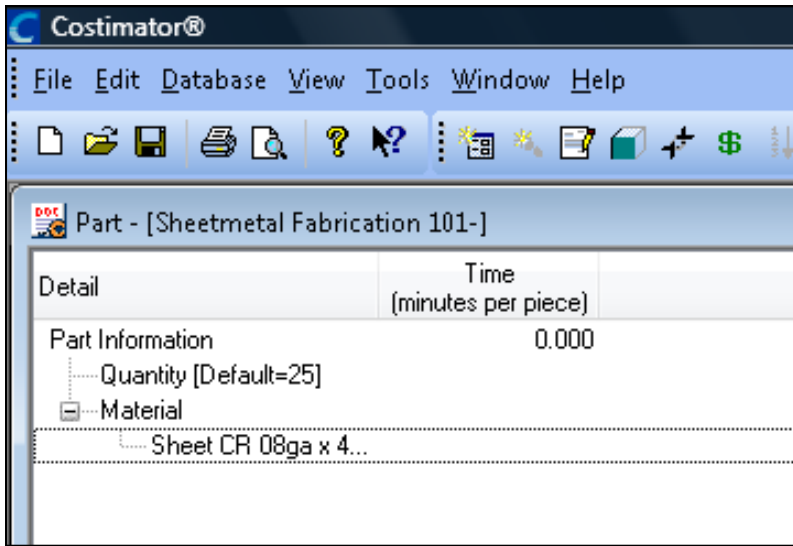 Costimator®
File Edit Database View Tools Window Help
Part - [Sheetmetal Fabrication 101-]
Detail
Time
(minutes per piece)
Part Information 0.000
Quantity [Default=25]
Material
Sheet CR 08ga x 4...